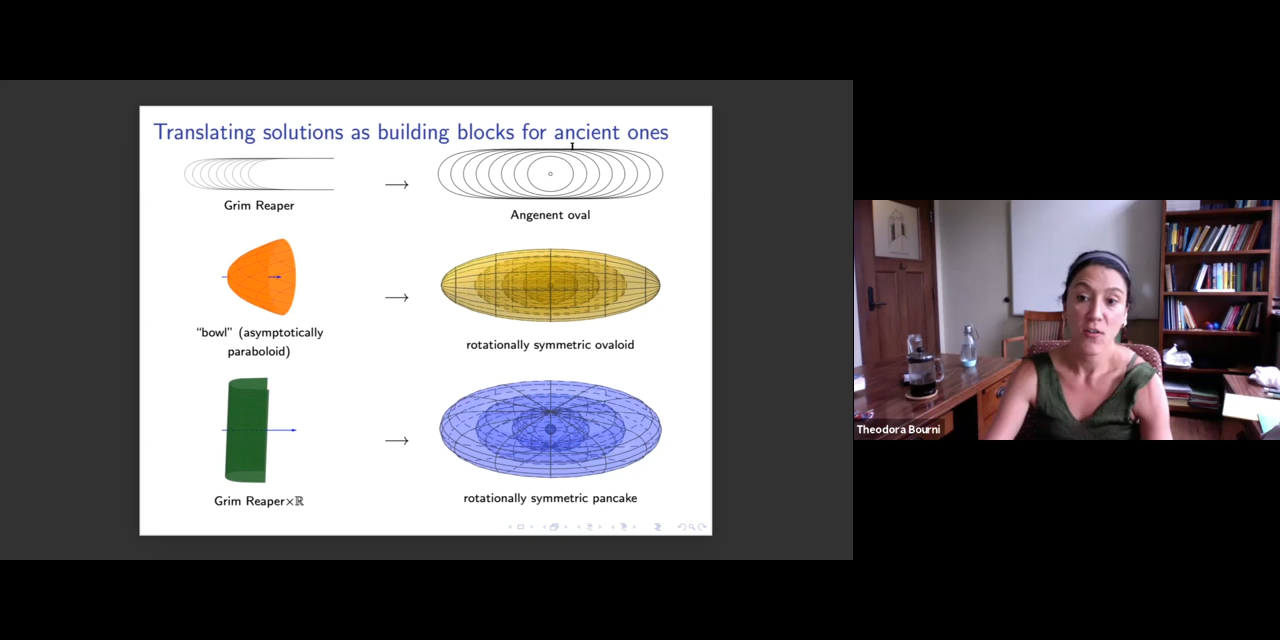 Translating solutions as building blocks for ancient ones
Grim Reaper
Angenent oval
“bowl” (asymptotically
paraboloid)
rotationally symmetric ovaloid
Grim Reaper×ℝ
rotationally symmetric pancake
Theodora Bourni